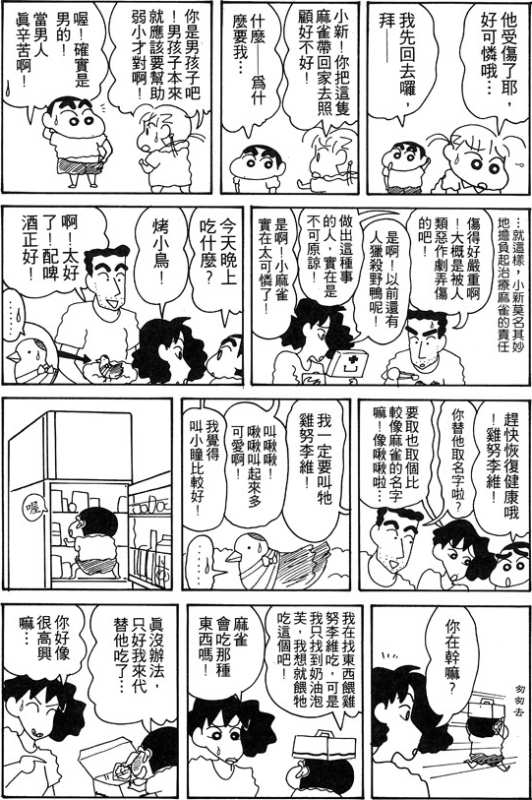 他受傷了耶，
好可憐哦…
我先回去囉，
拜…
小新！你把這隻
麻雀帶回家去照
顧好不好！
什麼──為什
麼要我…
你是男孩子吧
！男孩子本來
就應該要幫助
弱小才對啊！
喔！確實是
男的！
當男人
眞辛苦啊！
…就這樣，小新莫名其妙
地擔負起治療麻雀的責任
傷得好嚴重啊
！大概是被人
類惡作劇弄傷
的吧！
是啊！以前還有
人獵殺野鴨呢！
做出這種事
的人，實在是
不可原諒！
是啊！小麻雀
實在太可憐了！
今天晚上
吃什麼？
烤小鳥！
啊！太好
了！配啤
酒正好！
趕快恢復健康哦
！雞努李維！
你替他取名字啦？
要取也取個比
較像麻雀的名字
嘛！像啾啾啦…
我一定要叫牠
雞努李維！
叫啾啾！
啾啾叫起來多
可愛啊！
我覺得
叫小瞳比較好！
……
喔
匆匆去
你在幹嘛？
我在找東西餵雞
努李維吃，可是
我只找到奶油泡
芙，我想就餵牠
吃這個吧！
麻雀
會吃那種
東西嗎！
眞沒辦法，
只好我來代
替他吃了…
你好像
很高興
嘛…